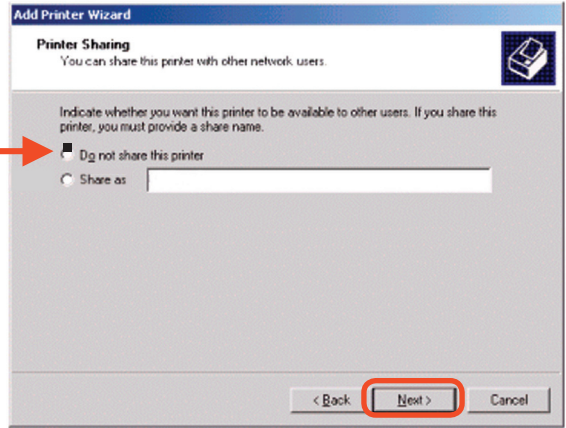 Add Printer Wizard
Printer Sharing
You can share this printer with other network users.
Indicate whether you want this printer to be available to other users. If you share this
printer, you must provide a share name.
Do not share this printer
Share as
< Back Next > Cancel